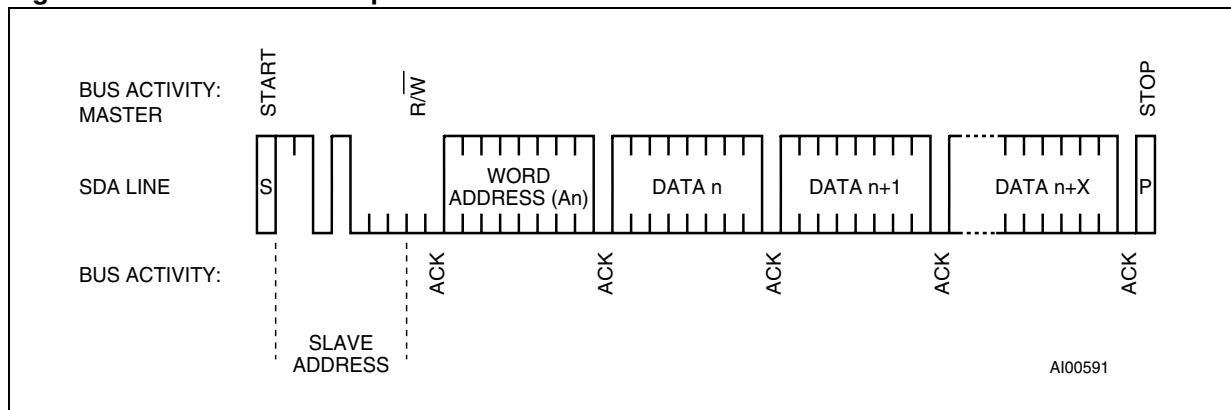 BUS ACTIVITY:
MASTER
START
R/W
STOP
SDA LINE
S
WORD
ADDRESS (An)
DATA n
DATA n+1
DATA n+X
P
BUS ACTIVITY:
ACK
ACK
ACK
ACK
ACK
SLAVE
ADDRESS
AI00591